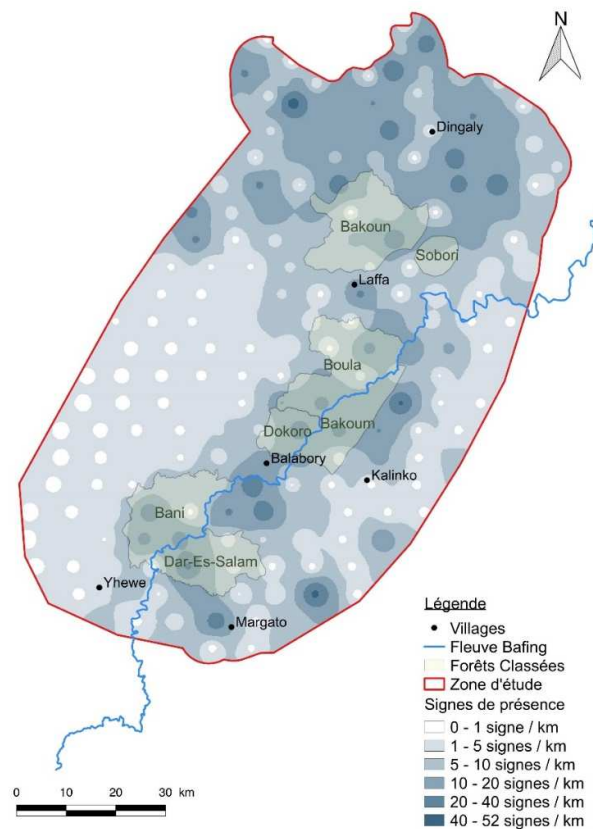 N
Dingaly
Bakoun
Sobori
Laffa
Boula
Bakoum
Dokoro
Balabory
Kalinko
Bani
Dar-Es-Salam
Yhewe
Margato
Légende
Villages
Fleuve Bafing
Forêts Classées
Zone d'étude
Signes de présence
0 - 1 signe / km
1 - 5 signes / km
5 - 10 signes / km
10 - 20 signes / km
20 - 40 signes / km
40 - 52 signes / km
0 10 20 30 km